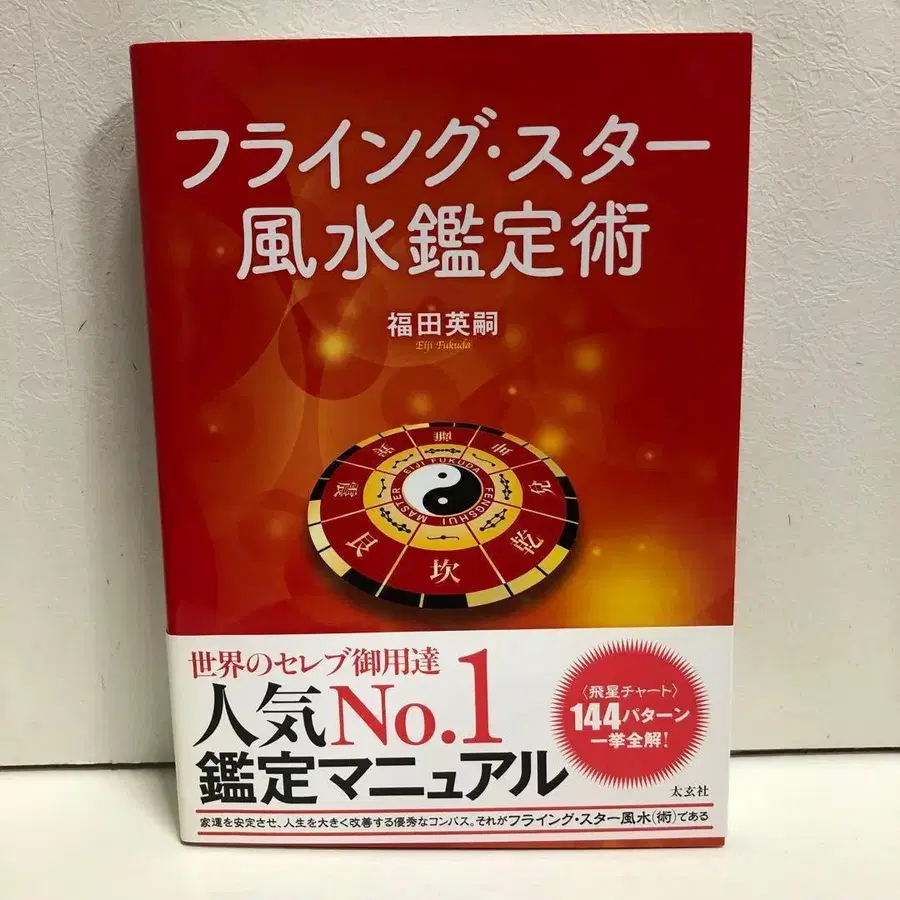 フライング・スター
風水鑑定術
福田英嗣
Eiji Fukuda
離
坤
兌
乾
坎
艮
震
MASTER EIJI FUKUDA FENGSHUI
世界のセレブ御用達
人気No.1
鑑定マニュアル
〈飛星チャート〉
144パターン
一挙全解!
太玄社
家運を安定させ、人生を大きく改善する優秀なコンパス。それがフライング・スター風水(術)である